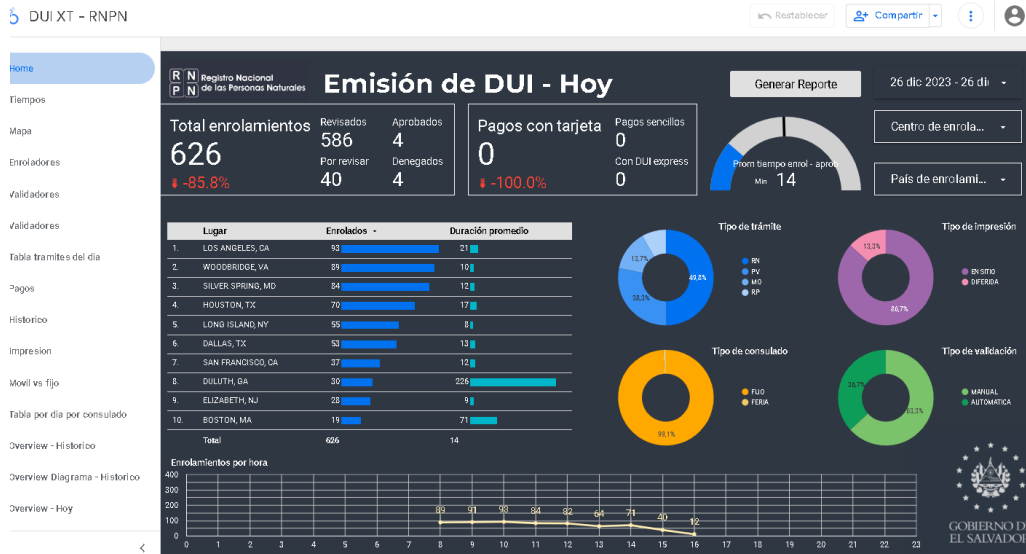 DUI XT - RNPN
Restablecer
Compartir
Home
Tiempos
Mapa
Enroladores
Validadores
Validadores
Tabla tramites del dia
Pagos
Historico
Impresion
Movil vs fijo
Tabla por dia por consulado
Overview - Historico
Overview Diagrama - Historico
Overview - Hoy
RN
PN
Registro Nacional
de las Personas Naturales
Emisión de DUI - Hoy
Generar Reporte
26 dic 2023 - 26 di
Centro de enrola...
País de enrolami...
Total enrolamientos
626
-85.8%
Revisados
586
Aprobados
4
Por revisar
40
Denegados
4
Pagos con tarjeta
0
-100.0%
Pagos sencillos
0
Con DUI express
0
Prom tiempo enrol - aprob
Min 14
Lugar Enrolados Duración promedio
1. LOS ANGELES, CA 93 21
2. WOODBRIDGE, VA 89 10
3. SILVER SPRING, MD 84 12
4. HOUSTON, TX 70 17
5. LONG ISLAND, NY 55 8
6. DALLAS, TX 53 13
7. SAN FRANCISCO, CA 37 12
8. DULUTH, GA 30 226
9. ELIZABETH, NJ 28 9
10. BOSTON, MA 19 71
Total 626 14
Tipo de trámite
13,7%
49,8%
28,3%
RN
PV
MO
RP
Tipo de impresión
13,3%
86,7%
EN SITIO
DIFERIDA
Tipo de consulado
99,1%
FIJO
FERIA
Tipo de validación
36,7%
63,3%
MANUAL
AUTOMATICA
Enrolamientos por hora
400
300
200
100
0
89 91 93 84 82 64 71 40 12
0 1 2 3 4 5 6 7 8 9 10 11 12 13 14 15 16 17 18 19 20 21 22 23
GOBIERNO D
EL SALVADOR